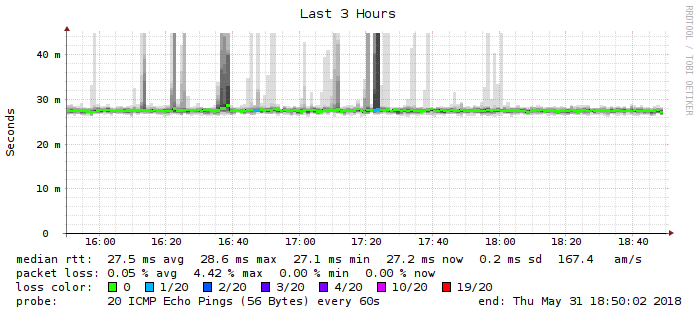 Last 3 Hours
RRDTOOL / TOBI OETIKER
Seconds
40 m
30 m
20 m
10 m
0
16:00 16:20 16:40 17:00 17:20 17:40 18:00 18:20 18:40
median rtt: 27.5 ms avg 28.6 ms max 27.1 ms min 27.2 ms now 0.2 ms sd 167.4 am/s
packet loss: 0.05 % avg 4.42 % max 0.00 % min 0.00 % now
loss color: 0 1/20 2/20 3/20 4/20 10/20 19/20
probe: 20 ICMP Echo Pings (56 Bytes) every 60s end: Thu May 31 18:50:02 2018